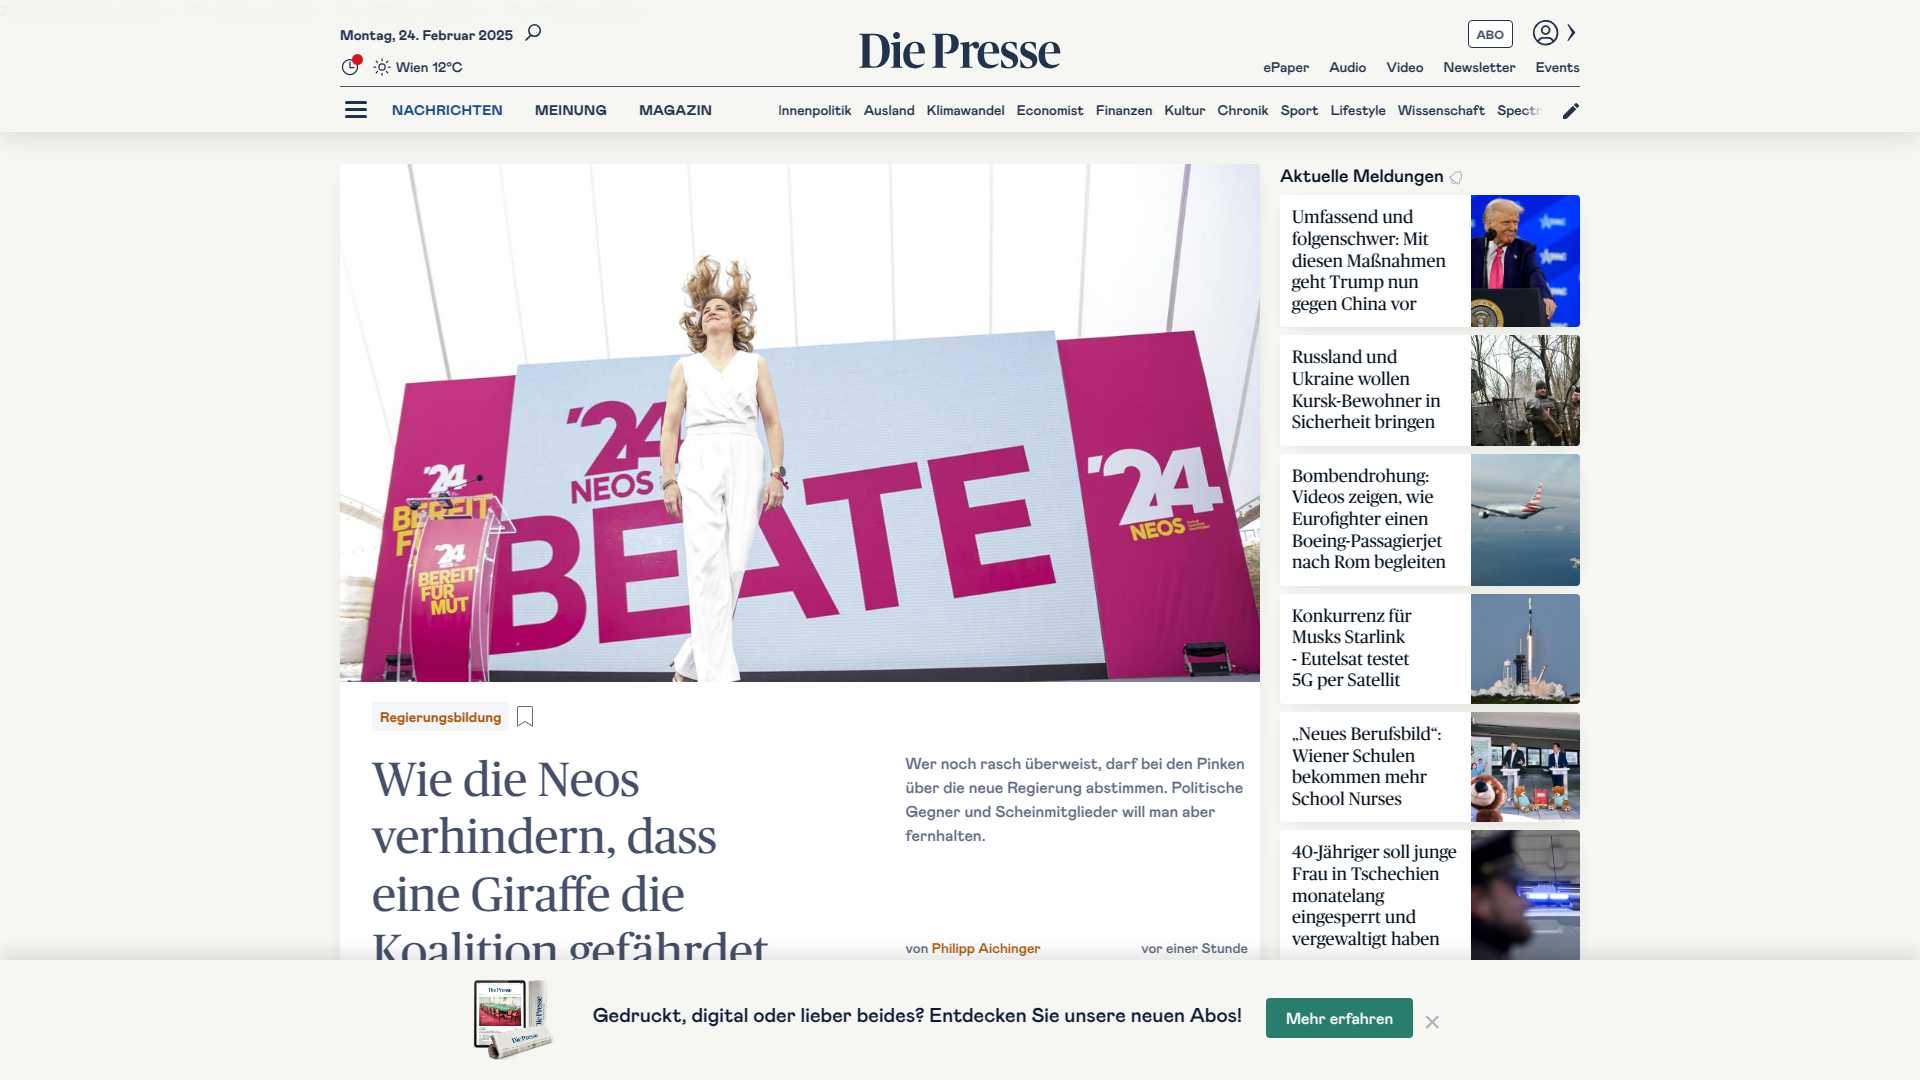 Montag, 24. Februar 2025
Wien 12°C
Die Presse
ABO
ePaper Audio Video Newsletter Events
NACHRICHTEN MEINUNG MAGAZIN
Innenpolitik Ausland Klimawandel Economist Finanzen Kultur Chronik Sport Lifestyle Wissenschaft Spectr
'24
NEOS
BEATE
'24
BEREIT
'24
BEREIT
FÜR
MUT
'24
NEOS
Regierungsbildung
Wie die Neos
verhindern, dass
eine Giraffe die
Koalition gefährdet
Wer noch rasch überweist, darf bei den Pinken
über die neue Regierung abstimmen. Politische
Gegner und Scheinmitglieder will man aber
fernhalten.
von Philipp Aichinger
vor einer Stunde
Aktuelle Meldungen
Umfassend und
folgenschwer: Mit
diesen Maßnahmen
geht Trump nun
gegen China vor
Russland und
Ukraine wollen
Kursk-Bewohner in
Sicherheit bringen
Bombendrohung:
Videos zeigen, wie
Eurofighter einen
Boeing-Passagierjet
nach Rom begleiten
Konkurrenz für
Musks Starlink
- Eutelsat testet
5G per Satellit
„Neues Berufsbild“:
Wiener Schulen
bekommen mehr
School Nurses
40-Jähriger soll junge
Frau in Tschechien
monatelang
eingesperrt und
vergewaltigt haben
Die Presse
Die Presse
Die Presse
Gedruckt, digital oder lieber beides? Entdecken Sie unsere neuen Abos!
Mehr erfahren